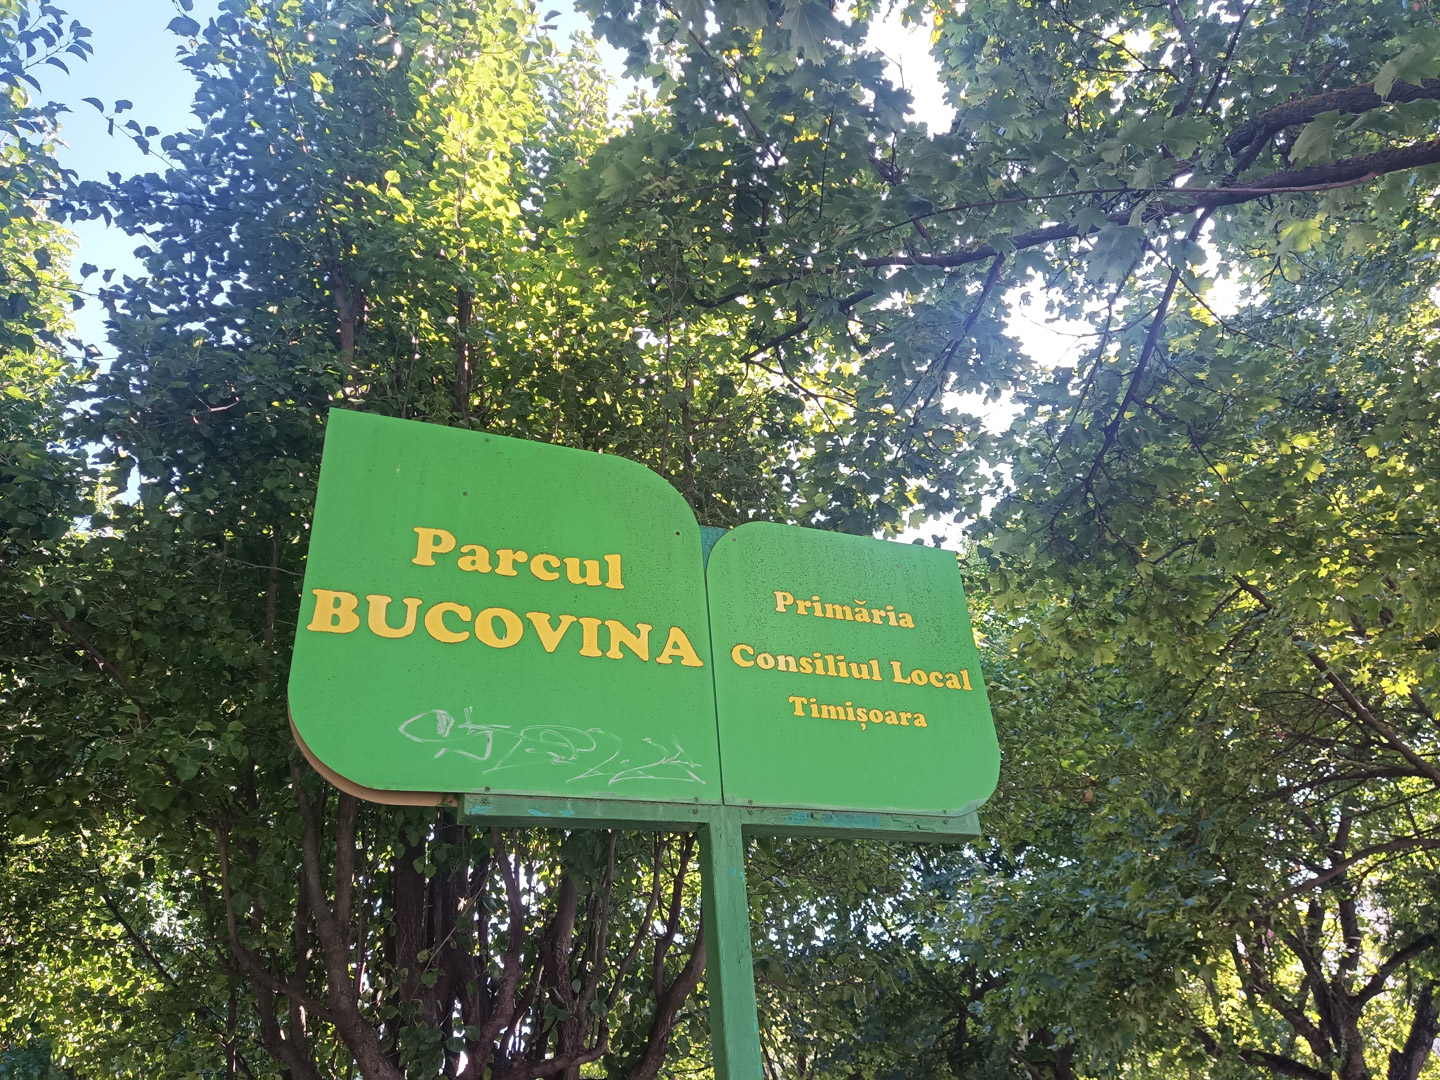 Parcul
BUCOVINA
Primăria
Consiliul Local
Timișoara